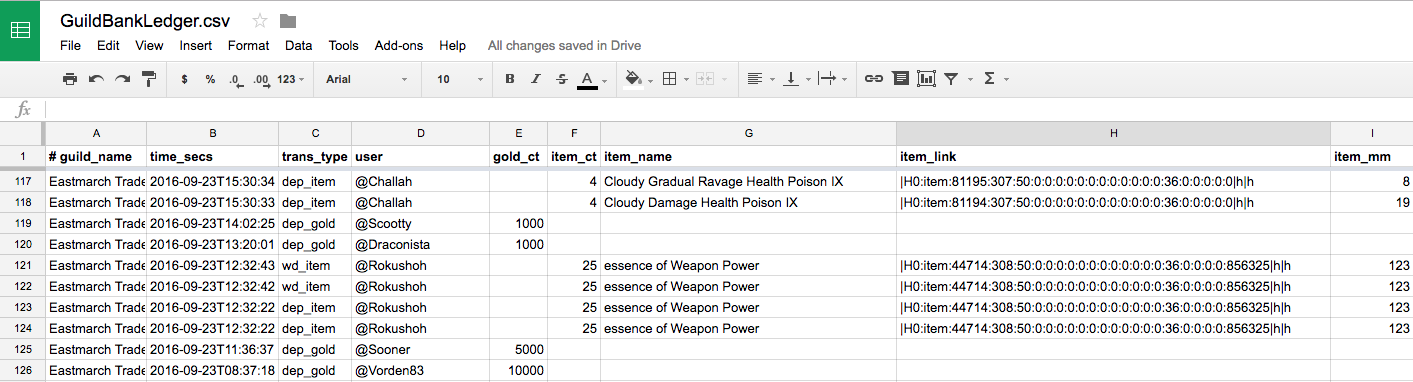 GuildBankLedger.csv
File Edit View Insert Format Data Tools Add-ons Help All changes saved in Drive
$ % .0 .00 123 Arial 10 B I S A Σ
fx
A B C D E F G H I
1 # guild_name time_secs trans_type user gold_ct item_ct item_name item_link item_mm
117 Eastmarch Trade 2016-09-23T15:30:34 dep_item @Challah 4 Cloudy Gradual Ravage Health Poison IX |H0:item:81195:307:50:0:0:0:0:0:0:0:0:0:0:0:0:36:0:0:0:0:0|h|h 8
118 Eastmarch Trade 2016-09-23T15:30:33 dep_item @Challah 4 Cloudy Damage Health Poison IX |H0:item:81194:307:50:0:0:0:0:0:0:0:0:0:0:0:0:36:0:0:0:0:0|h|h 19
119 Eastmarch Trade 2016-09-23T14:02:25 dep_gold @Scootty 1000
120 Eastmarch Trade 2016-09-23T13:20:01 dep_gold @Draconista 1000
121 Eastmarch Trade 2016-09-23T12:32:43 wd_item @Rokushoh 25 essence of Weapon Power |H0:item:44714:308:50:0:0:0:0:0:0:0:0:0:0:0:0:36:0:0:0:0:856325|h|h 123
122 Eastmarch Trade 2016-09-23T12:32:42 wd_item @Rokushoh 25 essence of Weapon Power |H0:item:44714:308:50:0:0:0:0:0:0:0:0:0:0:0:0:36:0:0:0:0:856325|h|h 123
123 Eastmarch Trade 2016-09-23T12:32:22 dep_item @Rokushoh 25 essence of Weapon Power |H0:item:44714:308:50:0:0:0:0:0:0:0:0:0:0:0:0:36:0:0:0:0:856325|h|h 123
124 Eastmarch Trade 2016-09-23T12:32:22 dep_item @Rokushoh 25 essence of Weapon Power |H0:item:44714:308:50:0:0:0:0:0:0:0:0:0:0:0:0:36:0:0:0:0:856325|h|h 123
125 Eastmarch Trade 2016-09-23T11:36:37 dep_gold @Sooner 5000
126 Eastmarch Trade 2016-09-23T08:37:18 dep_gold @Vorden83 10000